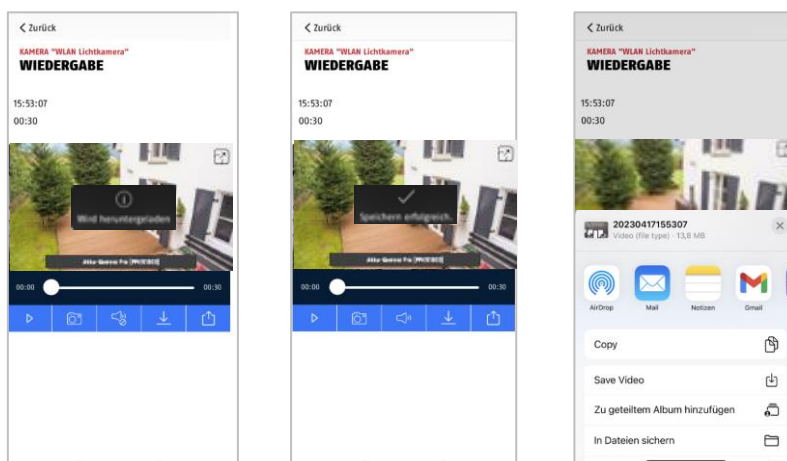 Zurück
KAMERA "WLAN Lichtkamera"
WIEDERGABE
15:53:07
00:30
Wird heruntergeladen
00:00
00:30
Zurück
KAMERA "WLAN Lichtkamera"
WIEDERGABE
15:53:07
00:30
Speichern erfolgreich.
00:00
00:30
Zurück
KAMERA "WLAN Lichtkamera"
WIEDERGABE
15:53:07
00:30
20230417155307
Video (file type) · 13,8 MB
AirDrop Mail Notizen Gmail
Copy
Save Video
Zu geteiltem Album hinzufügen
In Dateien sichern